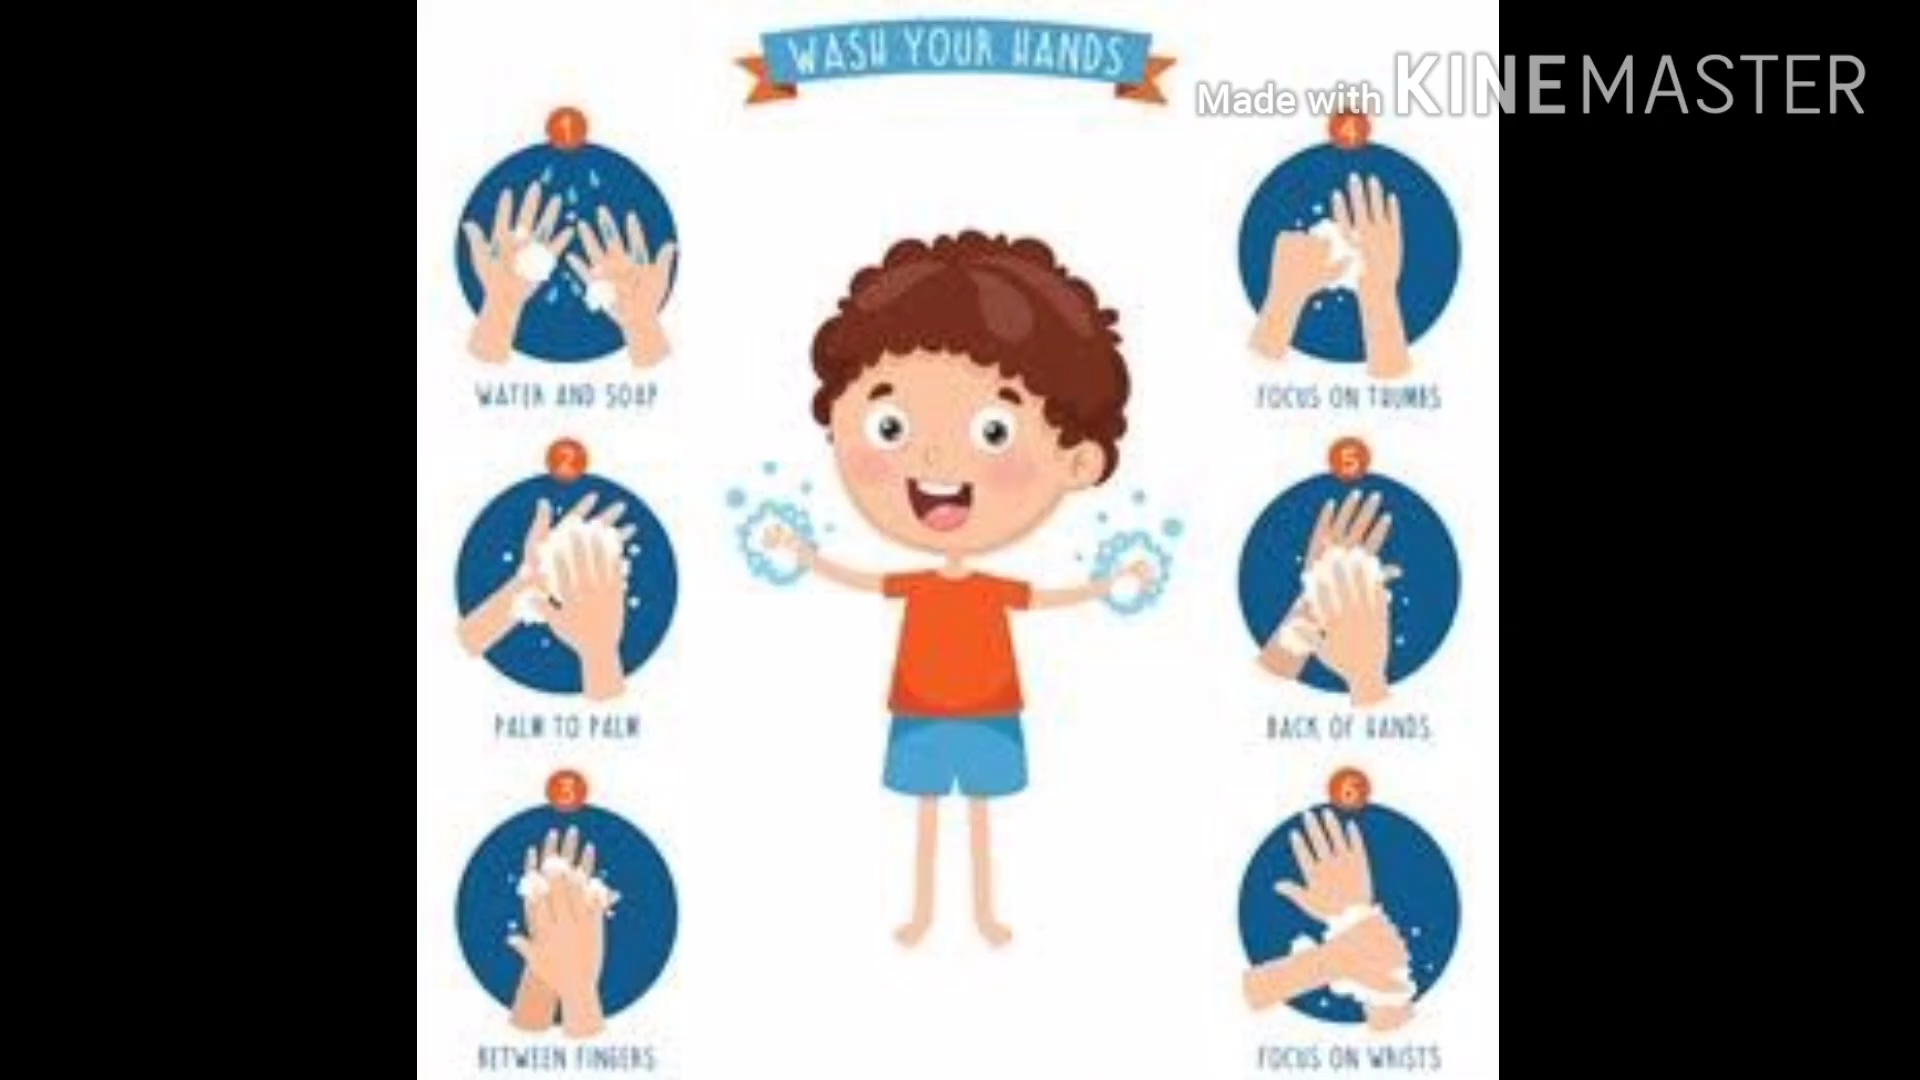 WASH YOUR HANDS
Made with KINEMASTER
1
WATER AND SOAP
2
PALM TO PALM
3
BETWEEN FINGERS
4
FOCUS ON THUMBS
5
BACK OF HANDS
6
FOCUS ON WRISTS